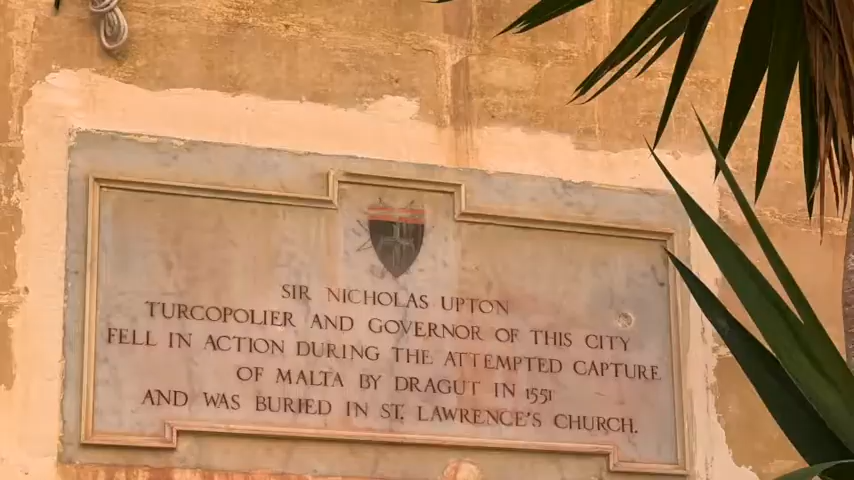 SIR NICHOLAS UPTON
TURCOPOLIER AND GOVERNOR OF THIS CITY
FELL IN ACTION DURING THE ATTEMPTED CAPTURE
OF MALTA BY DRAGUT IN 1551
AND WAS BURIED IN ST. LAWRENCE'S CHURCH.